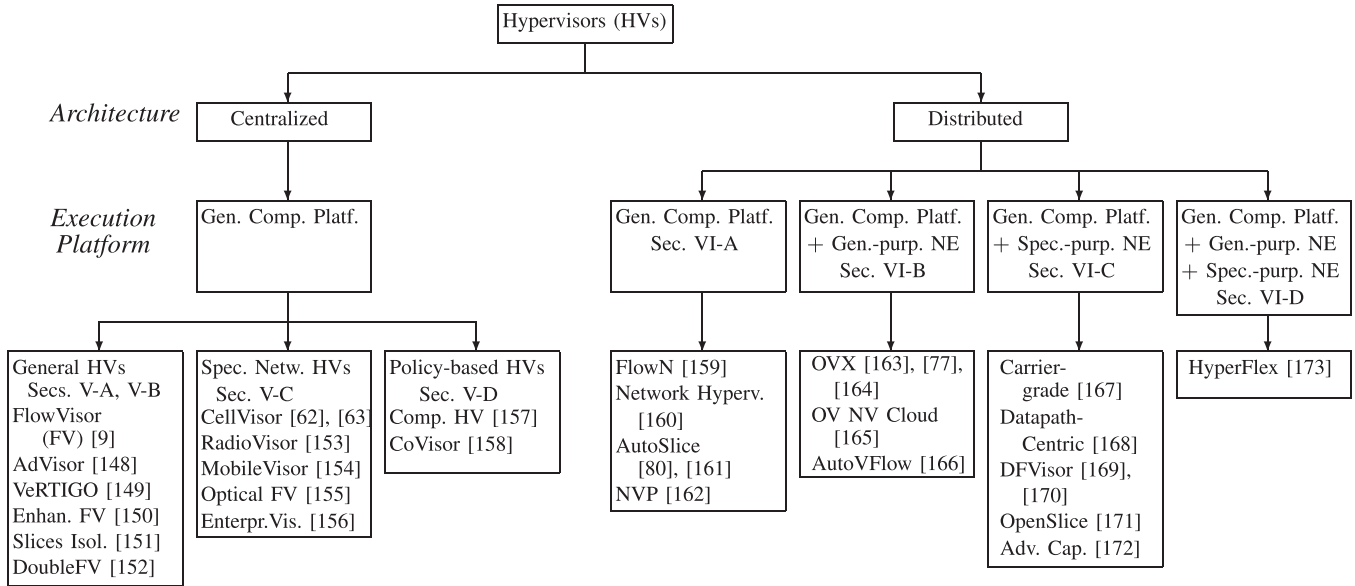 Hypervisors (HVs)
Architecture
Centralized
Distributed
Execution
Platform
Gen. Comp. Platf.
Gen. Comp. Platf.
Sec. VI-A
Gen. Comp. Platf.
+ Gen.-purp. NE
Sec. VI-B
Gen. Comp. Platf.
+ Spec.-purp. NE
Sec. VI-C
Gen. Comp. Platf.
+ Gen.-purp. NE
+ Spec.-purp. NE
Sec. VI-D
General HVs
Secs. V-A, V-B
FlowVisor
(FV) [9]
AdVisor [148]
VeRTIGO [149]
Enhan. FV [150]
Slices Isol. [151]
DoubleFV [152]
Spec. Netw. HVs
Sec. V-C
CellVisor [62], [63]
RadioVisor [153]
MobileVisor [154]
Optical FV [155]
Enterpr.Vis. [156]
Policy-based HVs
Sec. V-D
Comp. HV [157]
CoVisor [158]
FlowN [159]
Network Hyperv.
[160]
AutoSlice
[80], [161]
NVP [162]
OVX [163], [77],
[164]
OV NV Cloud
[165]
AutoVFlow [166]
Carrier-
grade [167]
Datapath-
Centric [168]
DFVisor [169],
[170]
OpenSlice [171]
Adv. Cap. [172]
HyperFlex [173]